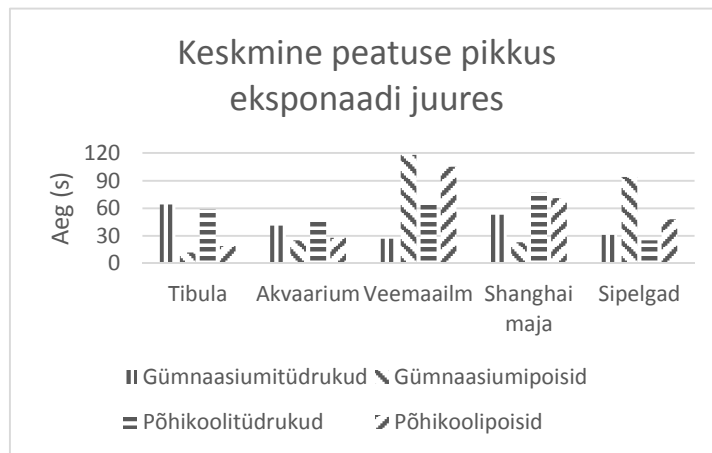 Keskmine peatuse pikkus
eksponaadi juures
Aeg (s)
120
90
60
30
0
Tibula Akvaarium Veemaailm Shanghai maja Sipelgad
Gümnaasiumitüdrukud Gümnaasiumipoisid
Põhikoolitüdrukud Põhikoolipoisid